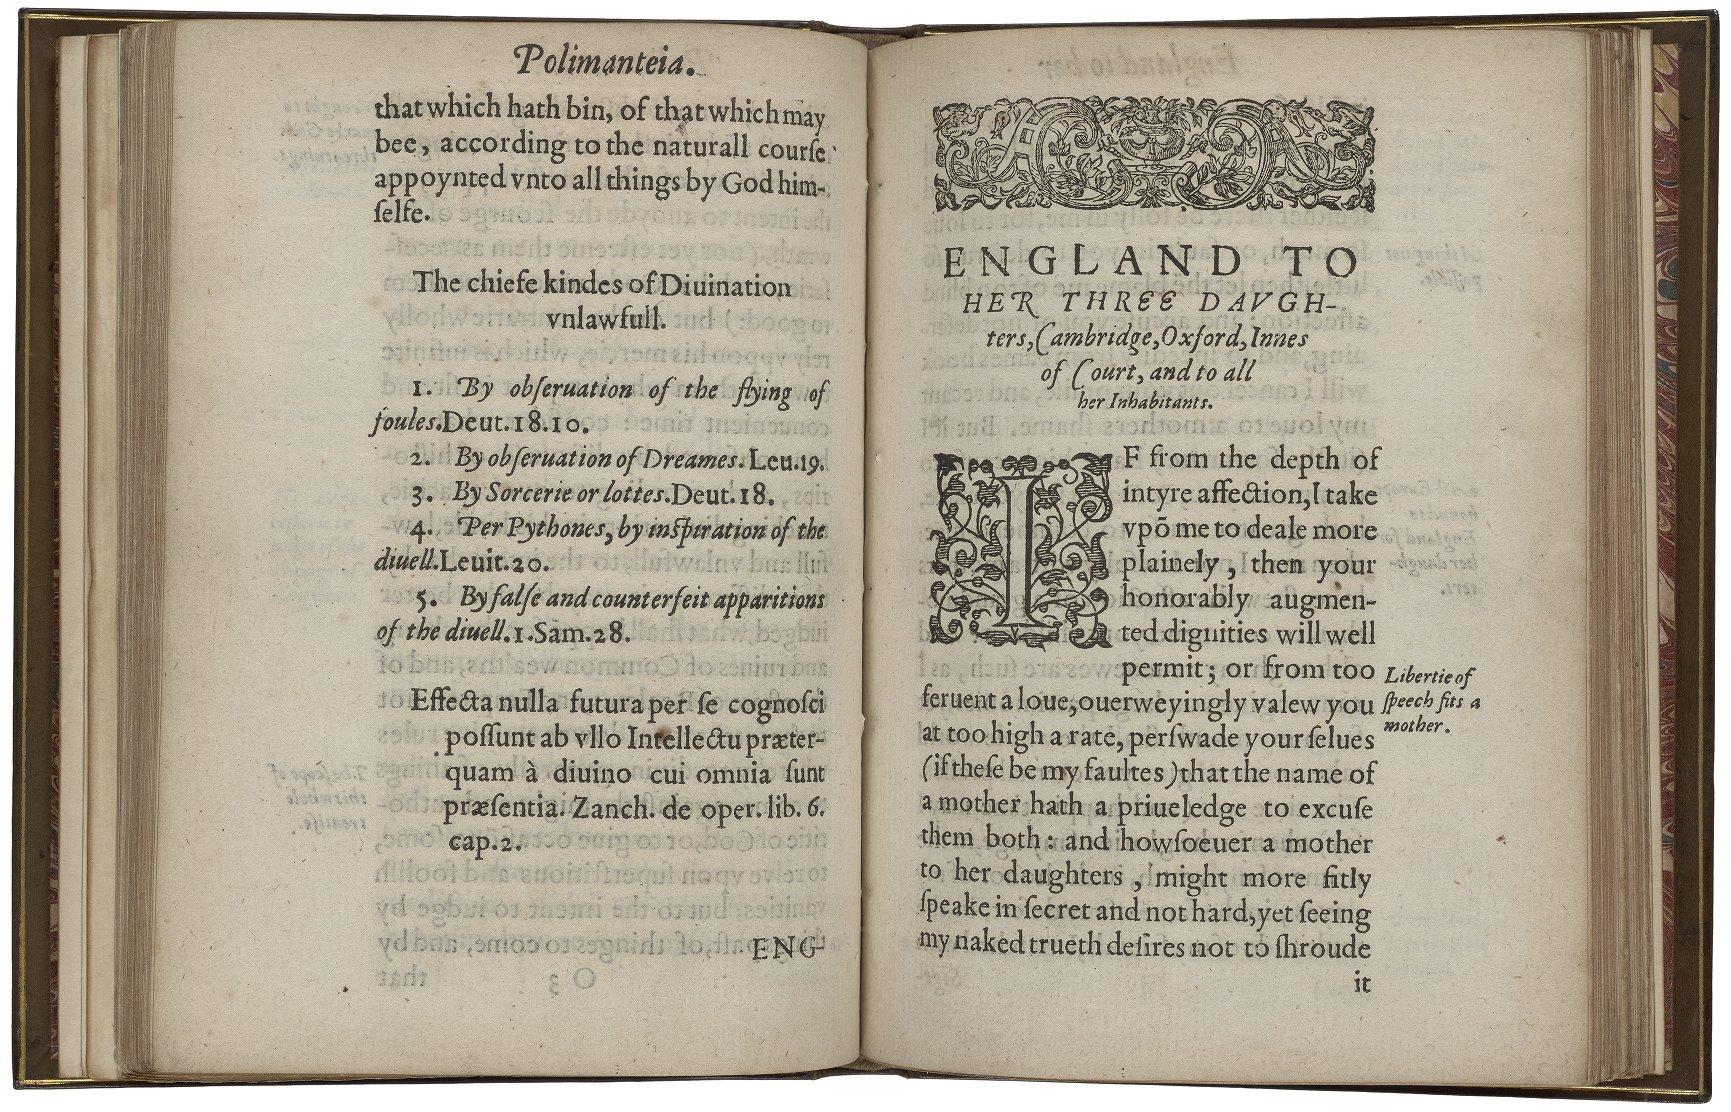 Polimanteia.
that which hath bin, of that which may
bee, according to the naturall courſe
appoynted vnto all things by God him-
ſelfe.
The chiefe kindes of Diuination
vnlawfull.
1. By obſeruation of the flying of
foules. Deut. 18. 10.
2. By obſeruation of Dreames. Leu. 19.
3. By Sorcerie or lottes. Deut. 18.
4. Per Pythones, by inſpiration of the
diuell. Leuit. 20.
5. By falſe and counterfeit apparitions
of the diuell. 1. Sam. 28.
Effecta nulla futura per ſe cognoſci
poſſunt ab vllo Intellectu præter-
quam à diuino cui omnia ſunt
præſentia. Zanch. de oper. lib. 6.
cap. 2.
ENG-
ENGLAND TO
HER THREE DAVGH-
ters, Cambridge, Oxford, Innes
of Court, and to all
her Inhabitants.
IF from the depth of
intyre affection, I take
vpō me to deale more
plainely, then your
honorably augmen-
ted dignities will well
permit; or from too
feruent a loue, ouerweyingly valew you
at too high a rate, perſwade your ſelues
(if theſe be my faultes) that the name of
a mother hath a priueledge to excuſe
them both: and howſoeuer a mother
to her daughters, might more fitly
ſpeake in ſecret and not hard, yet ſeeing
my naked trueth deſires not to ſhroude
it
Libertie of
ſpeech fits a
mother.